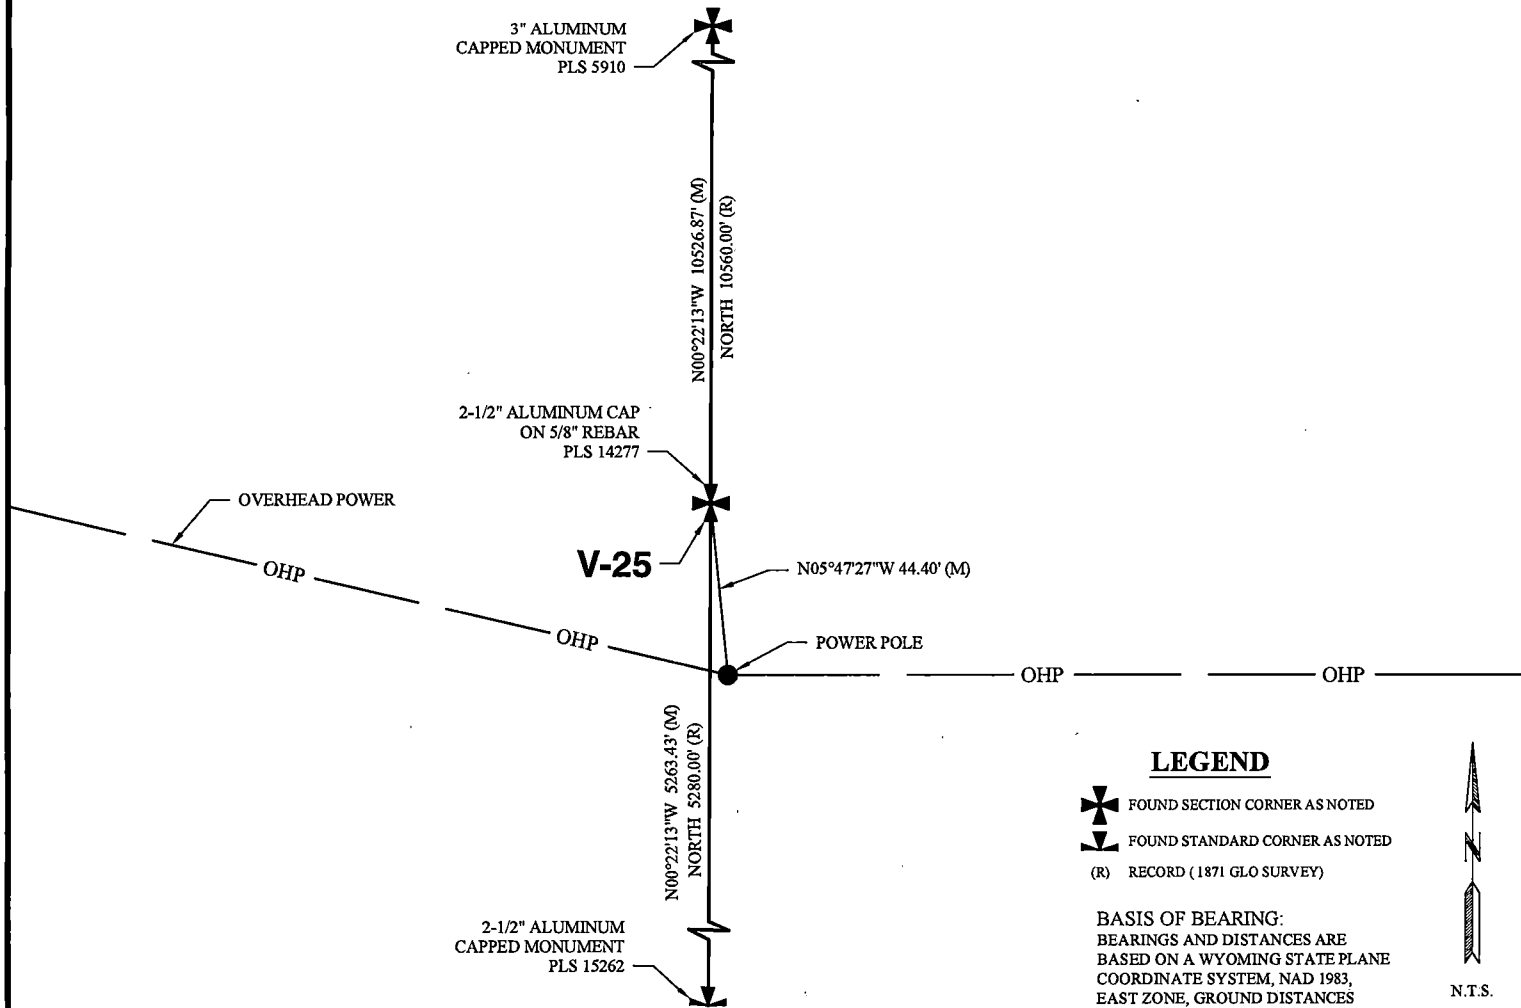 3" ALUMINUM
CAPPED MONUMENT
PLS 5910
N00°22'13"W 10526.87' (M)
NORTH 10560.00' (R)
2-1/2" ALUMINUM CAP
ON 5/8" REBAR
PLS 14277
OVERHEAD POWER
OHP
V-25
N05°47'27"W 44.40' (M)
OHP
POWER POLE
OHP
OHP
N00°22'13"W 5263.43' (M)
NORTH 5280.00' (R)
2-1/2" ALUMINUM
CAPPED MONUMENT
PLS 15262
LEGEND
FOUND SECTION CORNER AS NOTED
FOUND STANDARD CORNER AS NOTED
(R) RECORD ( 1871 GLO SURVEY)
BASIS OF BEARING:
BEARINGS AND DISTANCES ARE
BASED ON A WYOMING STATE PLANE
COORDINATE SYSTEM, NAD 1983,
EAST ZONE, GROUND DISTANCES
N
N.T.S.